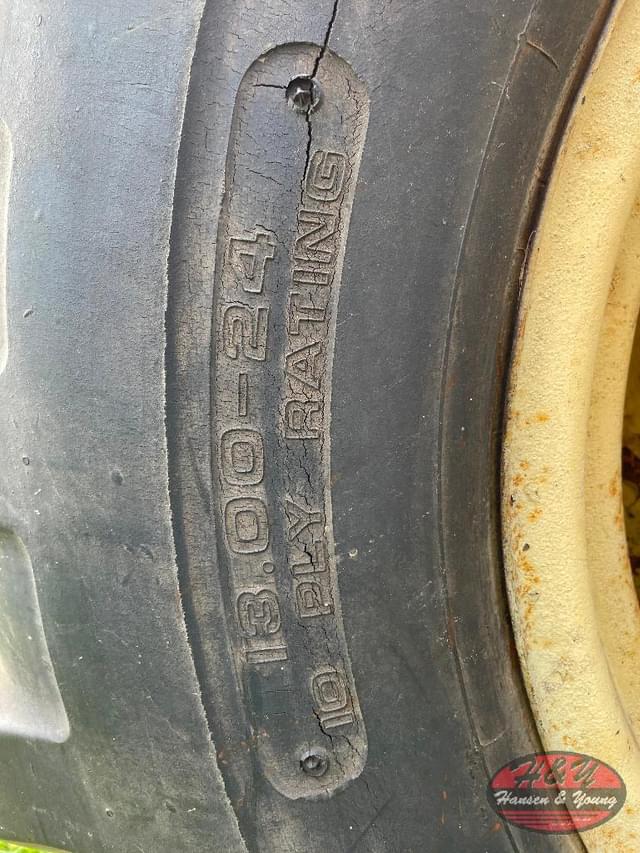 13.00-24
10 PLY RATING
H&Y
Hansen & Young